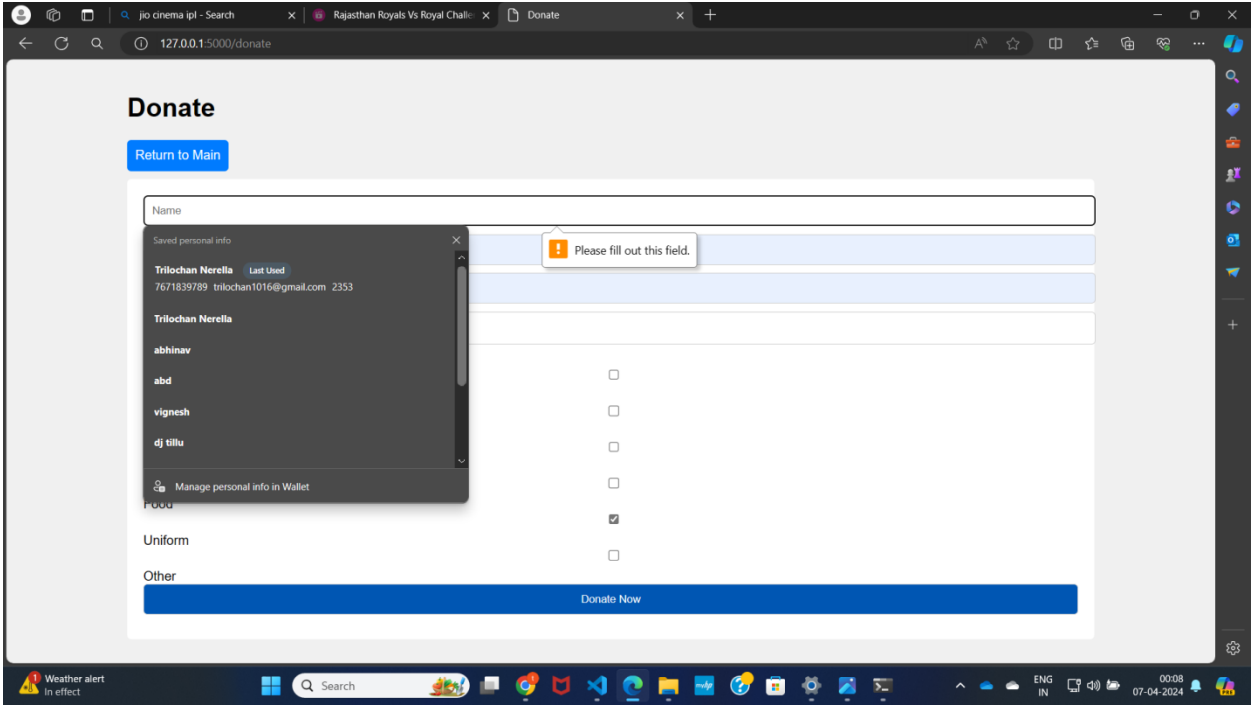 jio cinema ipl - Search
Rajasthan Royals Vs Royal Challe
Donate
127.0.0.1:5000/donate
Donate
Return to Main
Name
Saved personal info
Please fill out this field.
Trilochan Nerella Last Used
7671839789 trilochan1016@gmail.com 2353
Trilochan Nerella
abhinav
abd
vignesh
dj tillu
Manage personal info in Wallet
Food
Uniform
Other
Donate Now
1
Weather alert
In effect
Search
ENG
IN
00:08
07-04-2024